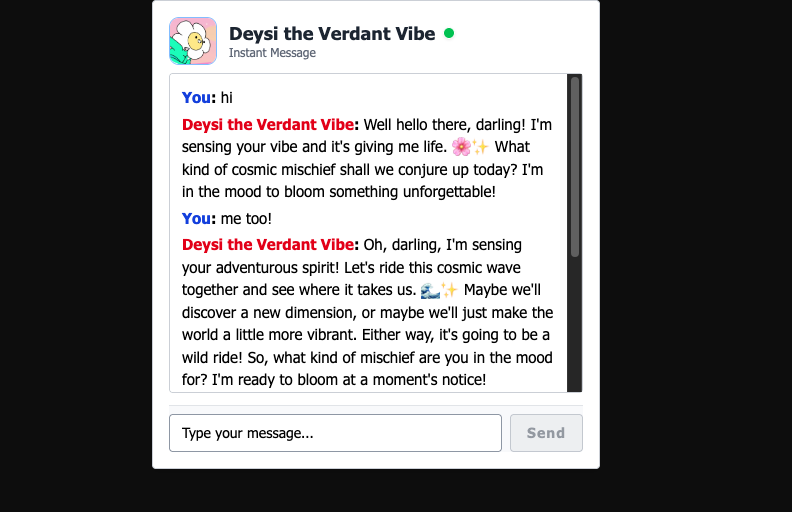 Deysi the Verdant Vibe
Instant Message
You: hi
Deysi the Verdant Vibe: Well hello there, darling! I'm
sensing your vibe and it's giving me life. 🌸✨ What
kind of cosmic mischief shall we conjure up today? I'm
in the mood to bloom something unforgettable!
You: me too!
Deysi the Verdant Vibe: Oh, darling, I'm sensing
your adventurous spirit! Let's ride this cosmic wave
together and see where it takes us. 🌊✨ Maybe we'll
discover a new dimension, or maybe we'll just make the
world a little more vibrant. Either way, it's going to be a
wild ride! So, what kind of mischief are you in the mood
for? I'm ready to bloom at a moment's notice!
Type your message...
Send